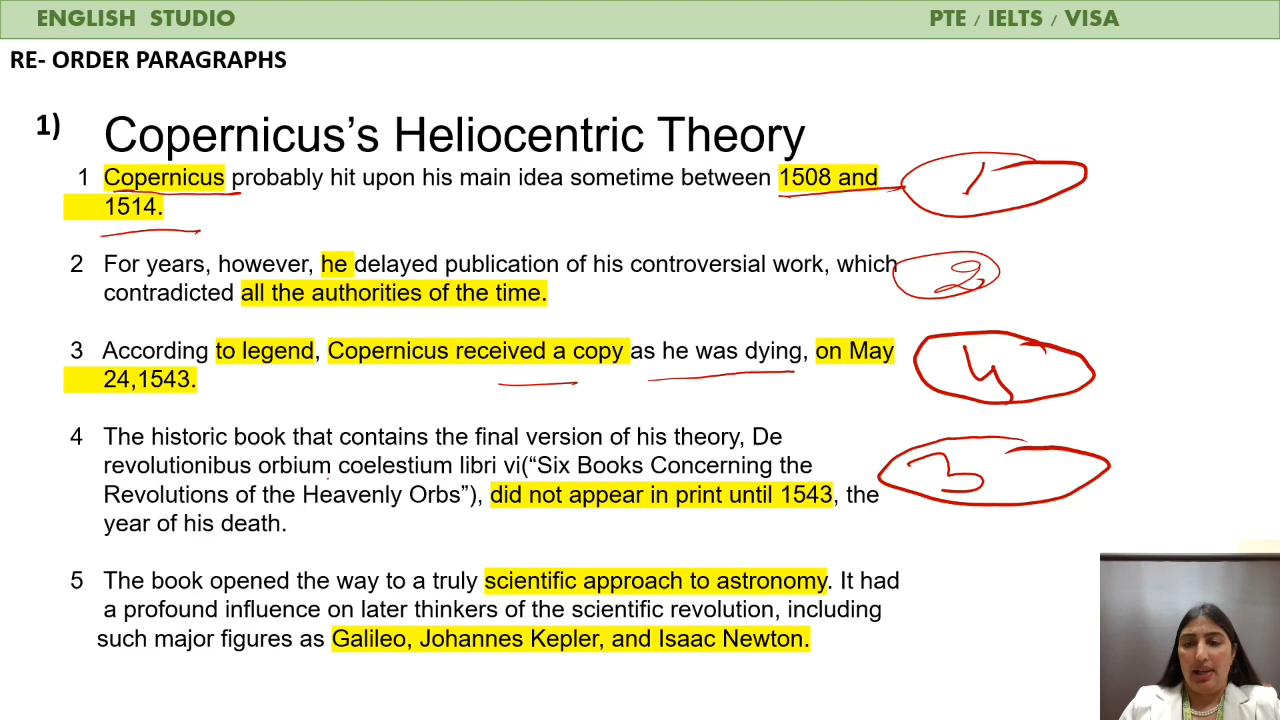 ENGLISH STUDIO PTE / IELTS / VISA
RE- ORDER PARAGRAPHS
1) Copernicus's Heliocentric Theory
1 Copernicus probably hit upon his main idea sometime between 1508 and
1514.
1
2 For years, however, he delayed publication of his controversial work, which
contradicted all the authorities of the time.
2
3 According to legend, Copernicus received a copy as he was dying, on May
24,1543.
4
4 The historic book that contains the final version of his theory, De
revolutionibus orbium coelestium libri vi(“Six Books Concerning the
Revolutions of the Heavenly Orbs”), did not appear in print until 1543, the
year of his death.
3
5 The book opened the way to a truly scientific approach to astronomy. It had
a profound influence on later thinkers of the scientific revolution, including
such major figures as Galileo, Johannes Kepler, and Isaac Newton.